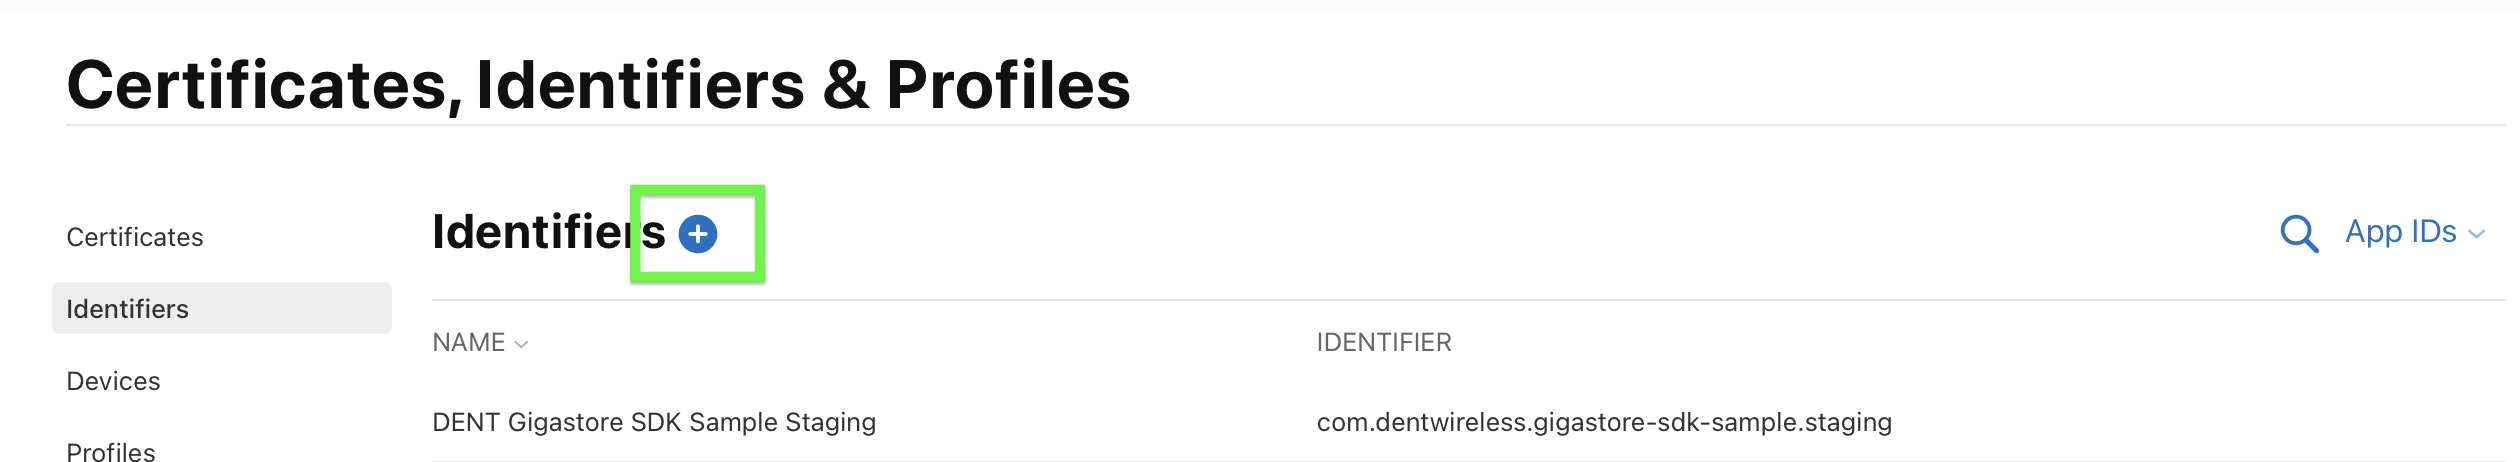 Certificates, Identifiers & Profiles
Certificates
Identifiers
Devices
Profiles
Identifiers
App IDs
NAME
IDENTIFIER
DENT Gigastore SDK Sample Staging
com.dentwireless.gigastore-sdk-sample.staging